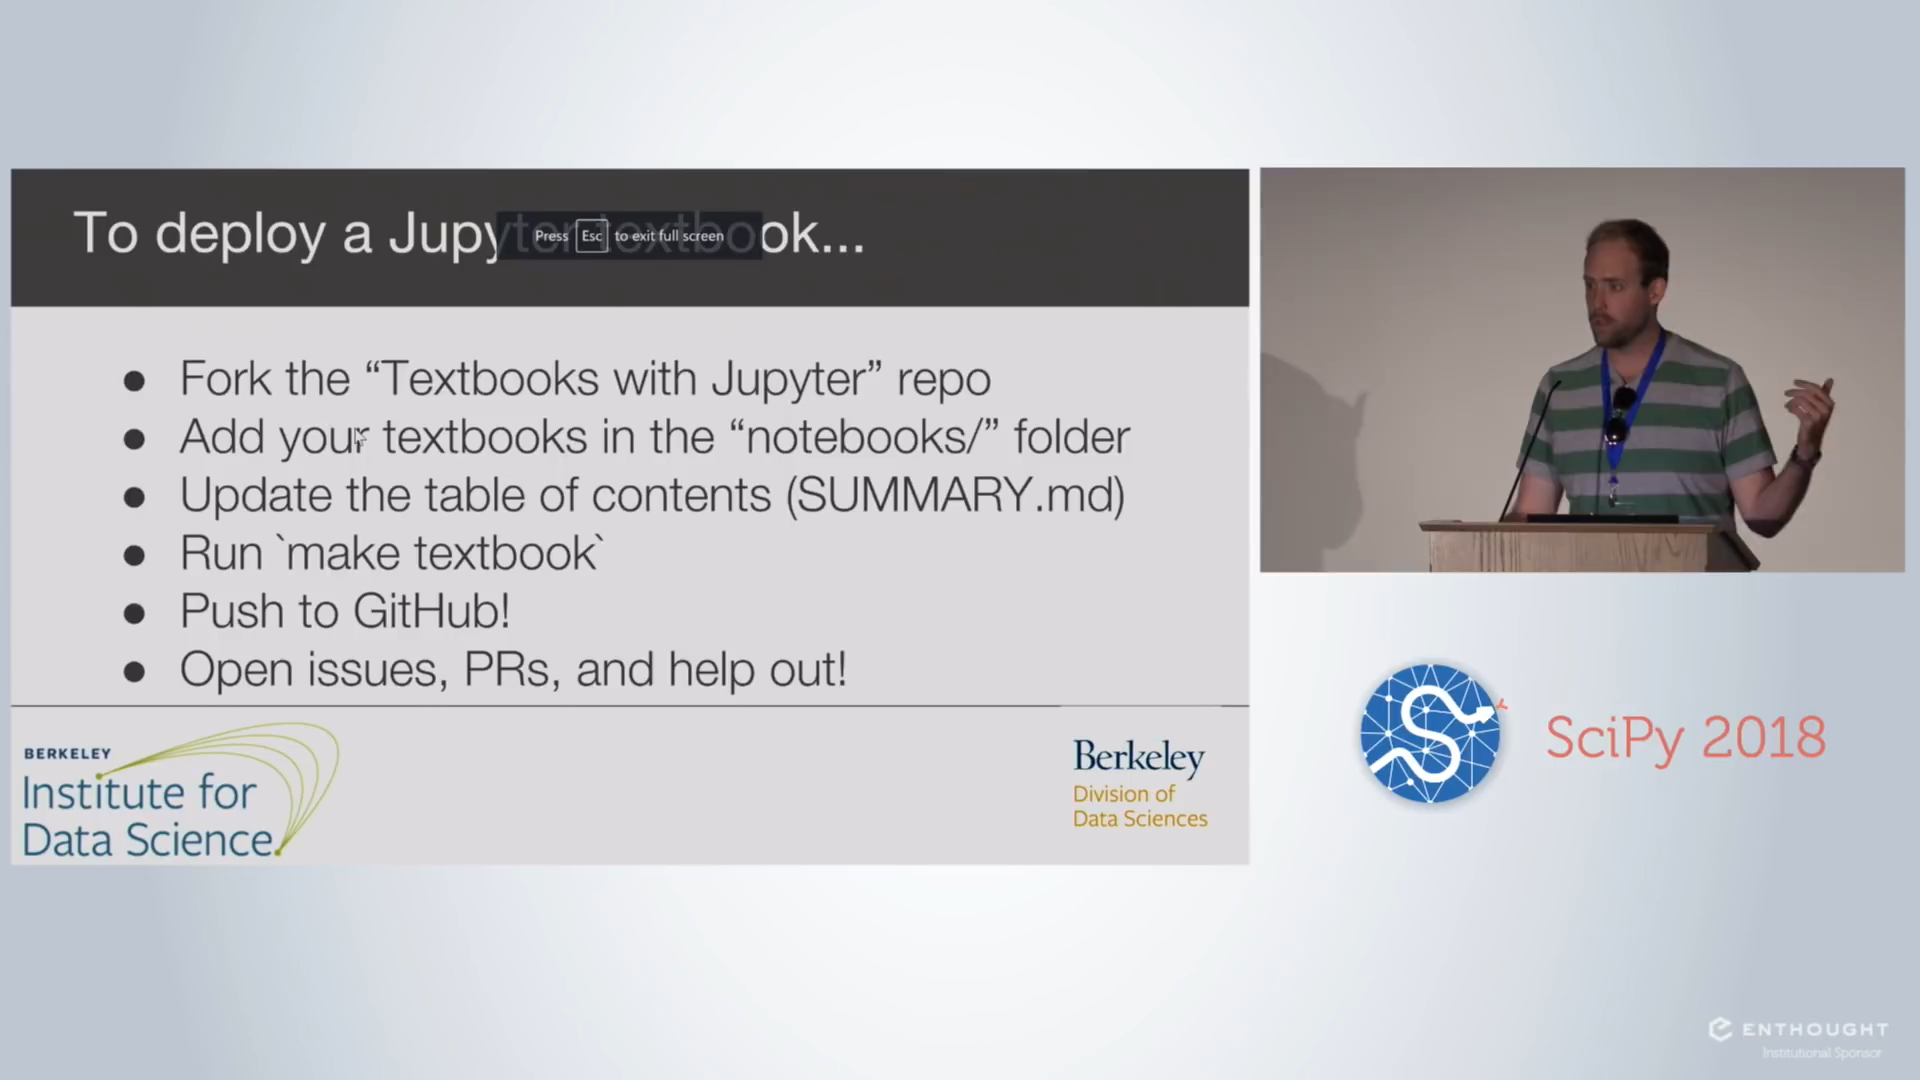 To deploy a Jupyter textbook...
Press Esc to exit full screen
Fork the “Textbooks with Jupyter” repo
Add your textbooks in the “notebooks/” folder
Update the table of contents (SUMMARY.md)
Run `make textbook`
Push to GitHub!
Open issues, PRs, and help out!
BERKELEY
Institute for
Data Science
Berkeley
Division of
Data Sciences
SciPy 2018
ENTHOUGHT
Institutional Sponsor